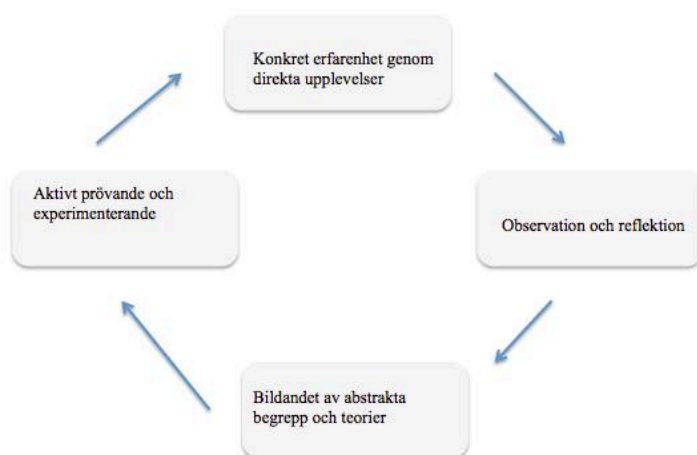 Konkret erfarenhet genom
direkta upplevelser
Aktivt prövande och
experimenterande
Observation och reflektion
Bildandet av abstrakta
begrepp och teorier